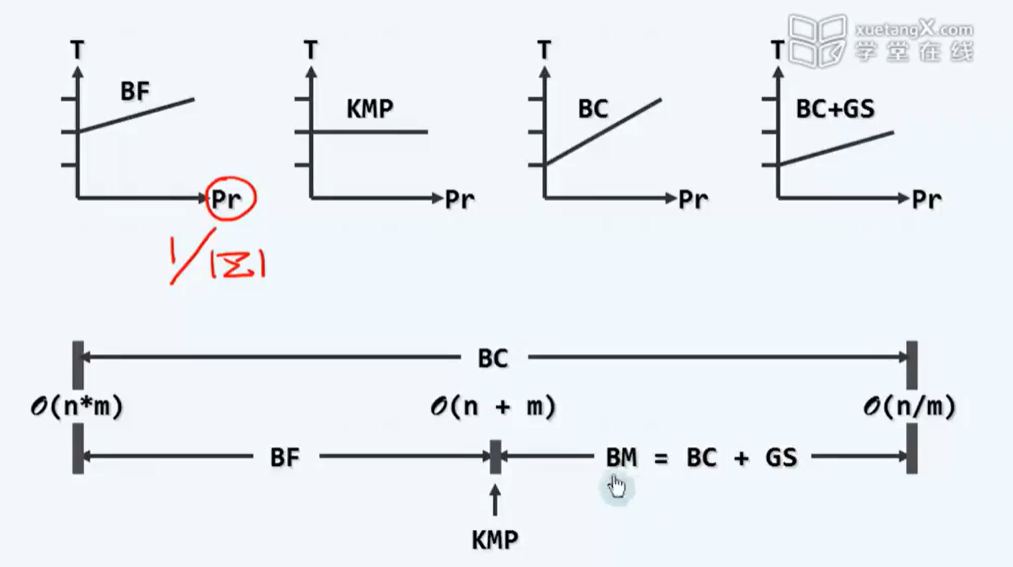 xuetangX.com
学堂在线
T
BF
Pr
T
KMP
Pr
T
BC
Pr
T
BC+GS
Pr
1/|Σ|
BC
O(n*m)
O(n + m)
O(n/m)
BF
BM = BC + GS
KMP